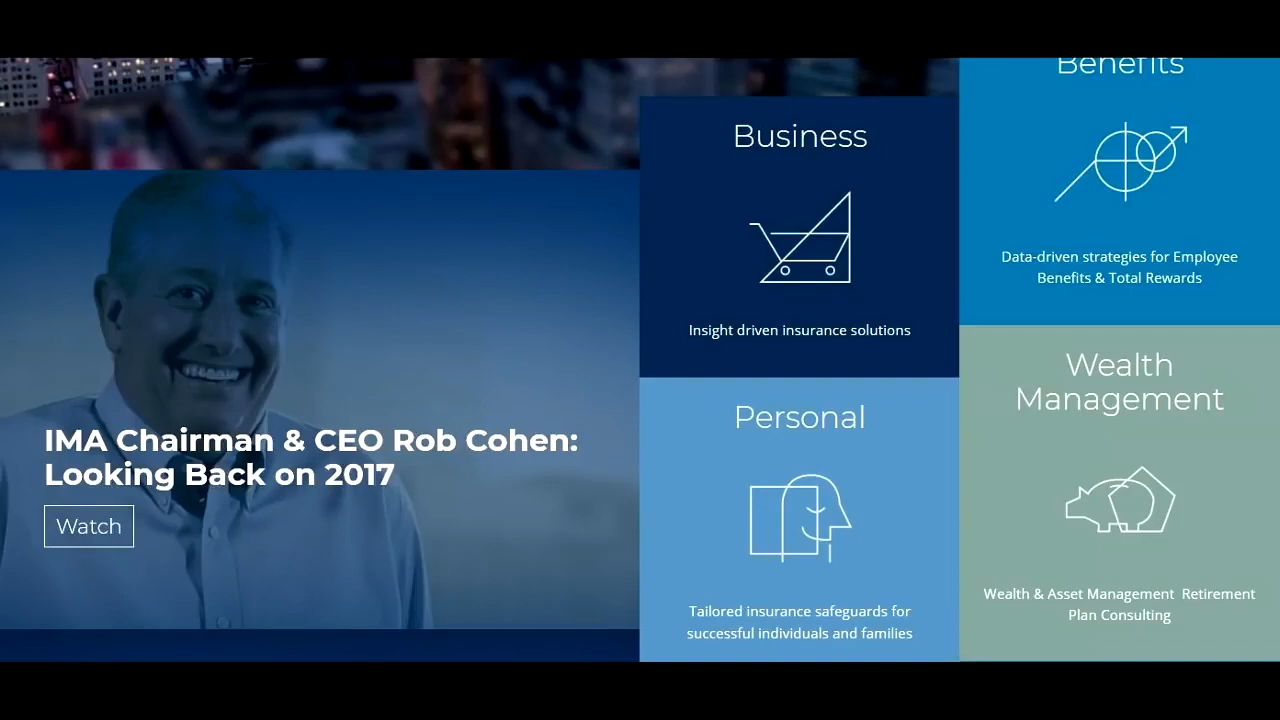 IMA Chairman & CEO Rob Cohen:
Looking Back on 2017
Watch
Business
Insight driven insurance solutions
Personal
Tailored insurance safeguards for
successful individuals and families
Benefits
Data-driven strategies for Employee
Benefits & Total Rewards
Wealth
Management
Wealth & Asset Management  Retirement
Plan Consulting